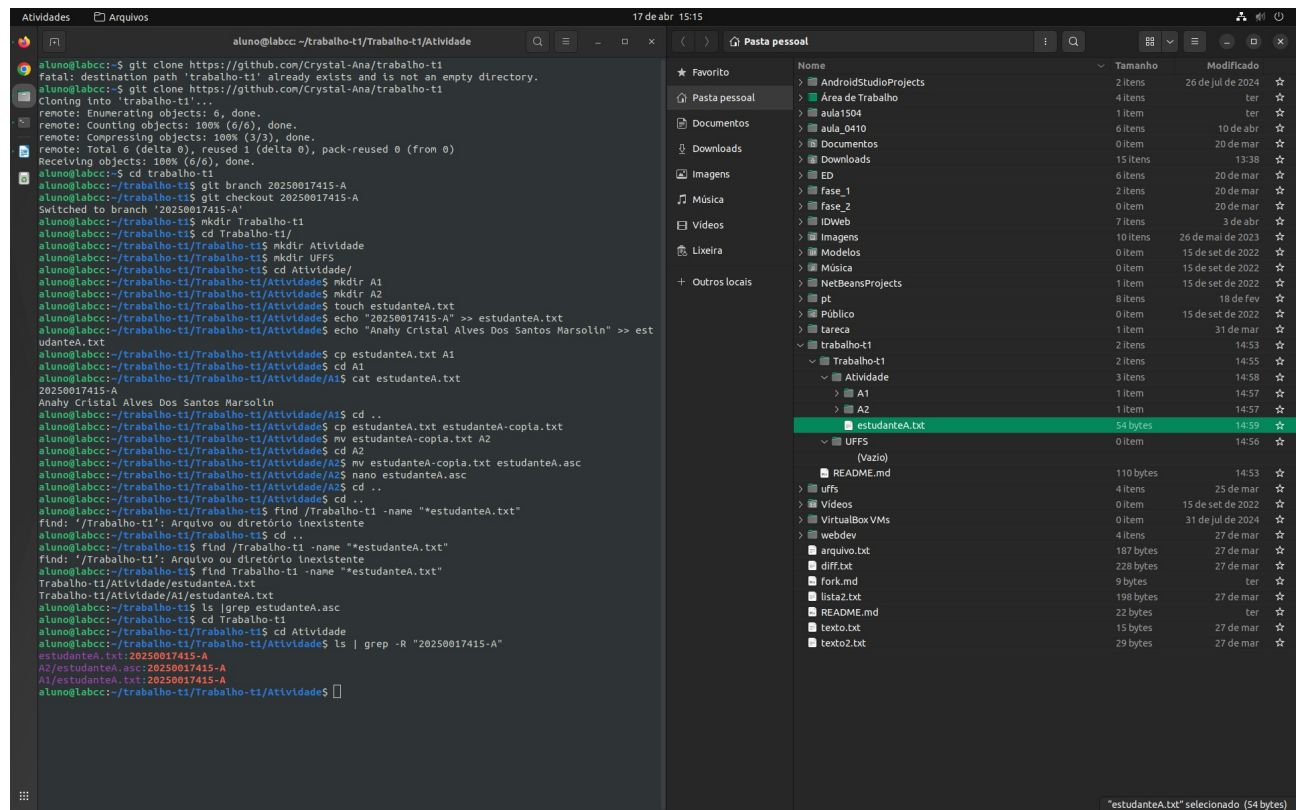 Atividades Arquivos 17 de abr 15:15
aluno@labcc: ~/trabalho-t1/Trabalho-t1/Atividade
aluno@labcc:~$ git clone https://github.com/Crystal-Ana/trabalho-t1
fatal: destination path 'trabalho-t1' already exists and is not an empty directory.
aluno@labcc:~$ git clone https://github.com/Crystal-Ana/trabalho-t1
Cloning into 'trabalho-t1'...
remote: Enumerating objects: 6, done.
remote: Counting objects: 100% (6/6), done.
remote: Compressing objects: 100% (3/3), done.
remote: Total 6 (delta 0), reused 1 (delta 0), pack-reused 0 (from 0)
Receiving objects: 100% (6/6), done.
aluno@labcc:~$ cd trabalho-t1
aluno@labcc:~/trabalho-t1$ git branch 20250017415-A
aluno@labcc:~/trabalho-t1$ git checkout 20250017415-A
Switched to branch '20250017415-A'
aluno@labcc:~/trabalho-t1$ mkdir Trabalho-t1
aluno@labcc:~/trabalho-t1$ cd Trabalho-t1/
aluno@labcc:~/trabalho-t1/Trabalho-t1$ mkdir Atividade
aluno@labcc:~/trabalho-t1/Trabalho-t1$ mkdir UFFS
aluno@labcc:~/trabalho-t1/Trabalho-t1$ cd Atividade/
aluno@labcc:~/trabalho-t1/Trabalho-t1/Atividade$ mkdir A1
aluno@labcc:~/trabalho-t1/Trabalho-t1/Atividade$ mkdir A2
aluno@labcc:~/trabalho-t1/Trabalho-t1/Atividade$ touch estudanteA.txt
aluno@labcc:~/trabalho-t1/Trabalho-t1/Atividade$ echo "20250017415-A" >> estudanteA.txt
aluno@labcc:~/trabalho-t1/Trabalho-t1/Atividade$ echo "Anahy Cristal Alves Dos Santos Marsolin" >> est
udanteA.txt
aluno@labcc:~/trabalho-t1/Trabalho-t1/Atividade$ cp estudanteA.txt A1
aluno@labcc:~/trabalho-t1/Trabalho-t1/Atividade$ cd A1
aluno@labcc:~/trabalho-t1/Trabalho-t1/Atividade/A1$ cat estudanteA.txt
20250017415-A
Anahy Cristal Alves Dos Santos Marsolin
aluno@labcc:~/trabalho-t1/Trabalho-t1/Atividade/A1$ cd ..
aluno@labcc:~/trabalho-t1/Trabalho-t1/Atividade$ cp estudanteA.txt estudanteA-copia.txt
aluno@labcc:~/trabalho-t1/Trabalho-t1/Atividade$ mv estudanteA-copia.txt A2
aluno@labcc:~/trabalho-t1/Trabalho-t1/Atividade$ cd A2
aluno@labcc:~/trabalho-t1/Trabalho-t1/Atividade/A2$ mv estudanteA-copia.txt estudanteA.asc
aluno@labcc:~/trabalho-t1/Trabalho-t1/Atividade/A2$ nano estudanteA.asc
aluno@labcc:~/trabalho-t1/Trabalho-t1/Atividade/A2$ cd ..
aluno@labcc:~/trabalho-t1/Trabalho-t1/Atividade$ cd ..
aluno@labcc:~/trabalho-t1/Trabalho-t1$ find /Trabalho-t1 -name "*estudanteA.txt"
find: ‘/Trabalho-t1’: Arquivo ou diretório inexistente
aluno@labcc:~/trabalho-t1/Trabalho-t1$ cd ..
aluno@labcc:~/trabalho-t1$ find /Trabalho-t1 -name "*estudanteA.txt"
find: ‘/Trabalho-t1’: Arquivo ou diretório inexistente
aluno@labcc:~/trabalho-t1$ find Trabalho-t1 -name "*estudanteA.txt"
Trabalho-t1/Atividade/estudanteA.txt
Trabalho-t1/Atividade/A1/estudanteA.txt
aluno@labcc:~/trabalho-t1$ ls |grep estudanteA.asc
aluno@labcc:~/trabalho-t1$ cd Trabalho-t1
aluno@labcc:~/trabalho-t1/Trabalho-t1$ cd Atividade
aluno@labcc:~/trabalho-t1/Trabalho-t1/Atividade$ ls | grep -R "20250017415-A"
estudanteA.txt:20250017415-A
A2/estudanteA.asc:20250017415-A
A1/estudanteA.txt:20250017415-A
aluno@labcc:~/trabalho-t1/Trabalho-t1/Atividade$
Pasta pessoal
Favorito
Pasta pessoal
Documentos
Downloads
Imagens
Música
Vídeos
Lixeira
+ Outros locais
Nome Tamanho Modificado
AndroidStudioProjects 2 itens 26 de jul de 2024
Área de Trabalho 4 itens ter
aula1504 1 item ter
aula_0410 6 itens 10 de abr
Documentos 0 item 20 de mar
Downloads 15 itens 13:38
ED 6 itens 20 de mar
fase_1 2 itens 20 de mar
fase_2 0 item 20 de mar
IDWeb 7 itens 3 de abr
Imagens 10 itens 26 de mai de 2023
Modelos 0 item 15 de set de 2022
Música 0 item 15 de set de 2022
NetBeansProjects 1 item 15 de set de 2022
pt 8 itens 18 de fev
Público 0 item 15 de set de 2022
tareca 1 item 31 de mar
trabalho-t1 2 itens 14:53
Trabalho-t1 2 itens 14:55
Atividade 3 itens 14:58
A1 1 item 14:57
A2 1 item 14:57
estudanteA.txt 54 bytes 14:59
UFFS 0 item 14:56
(Vazio)
README.md 110 bytes 14:53
uffs 4 itens 25 de mar
Vídeos 0 item 15 de set de 2022
VirtualBox VMs 0 item 31 de jul de 2024
webdev 4 itens 27 de mar
arquivo.txt 187 bytes 27 de mar
diff.txt 228 bytes 27 de mar
fork.md 9 bytes ter
lista2.txt 198 bytes 27 de mar
README.md 22 bytes ter
texto.txt 15 bytes 27 de mar
texto2.txt 29 bytes 27 de mar
"estudanteA.txt" selecionado (54 bytes)